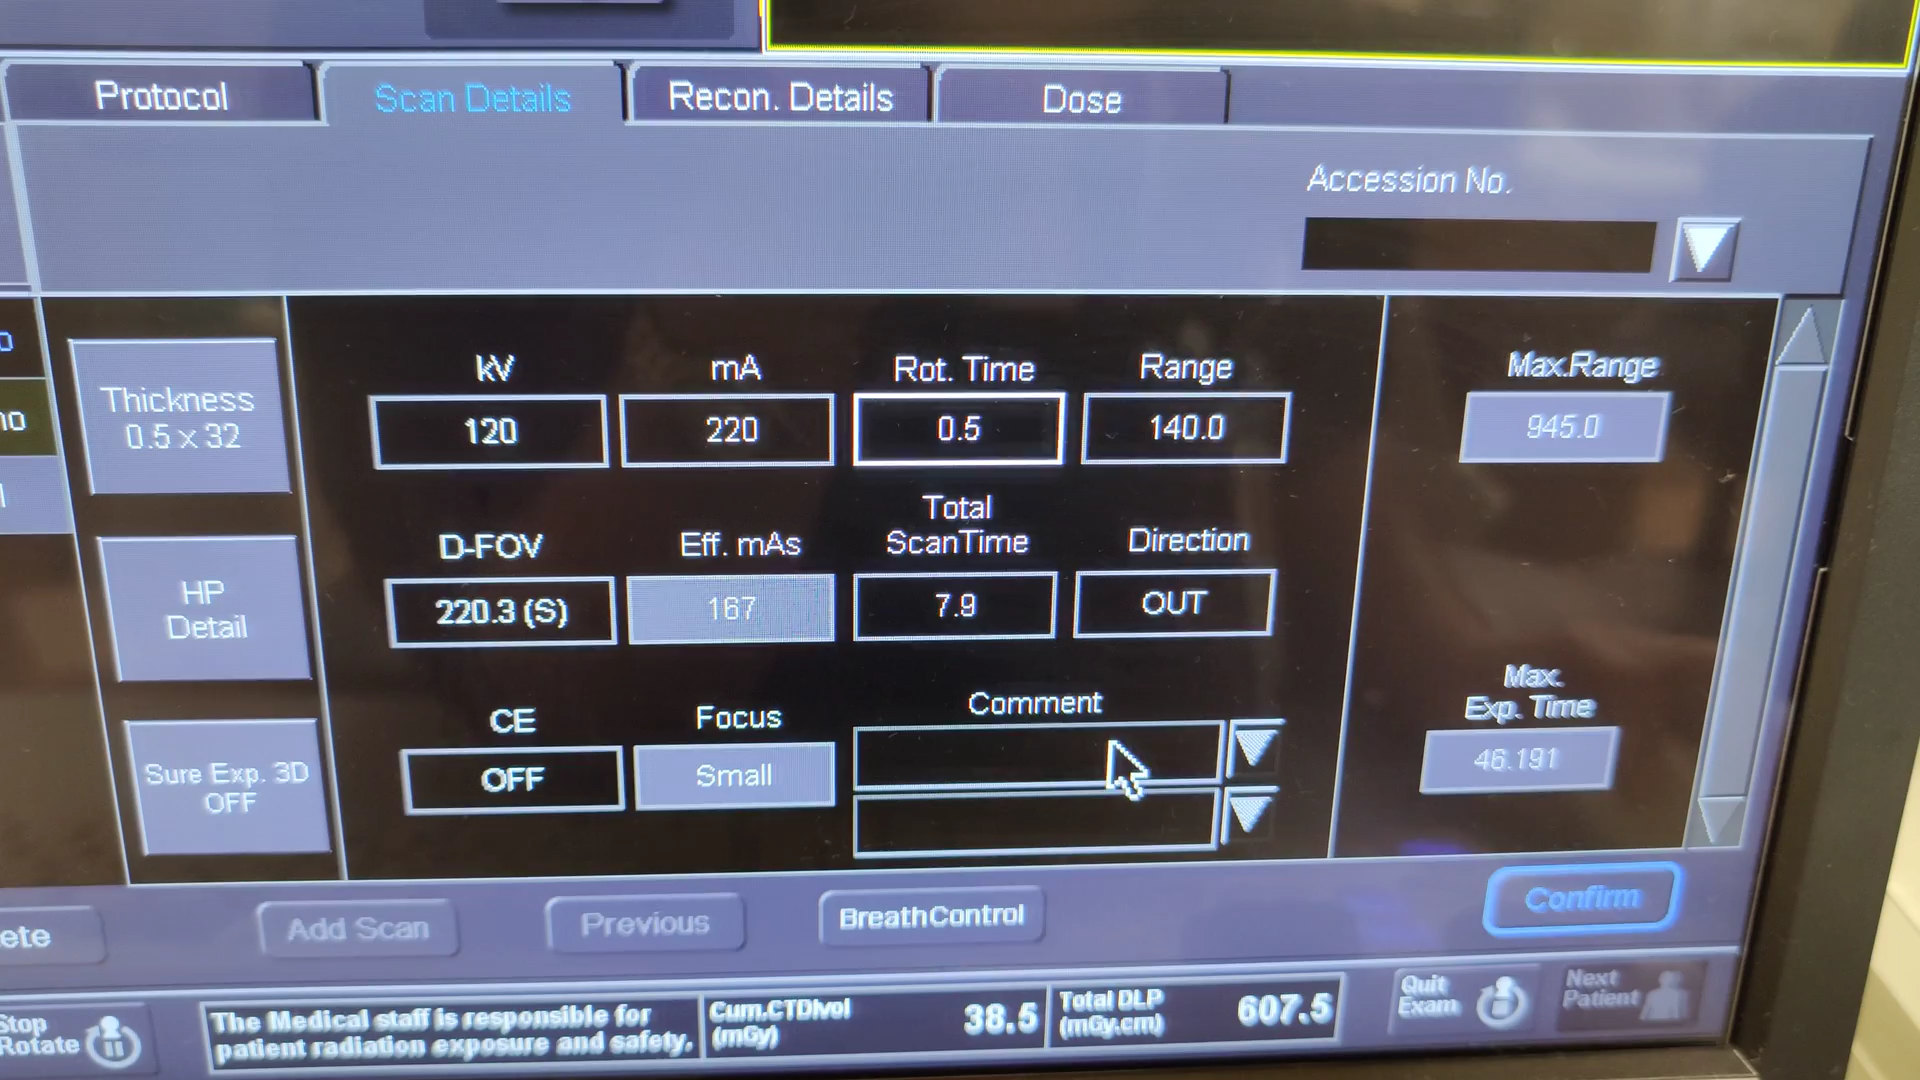 Protocol
Scan Details
Recon. Details
Dose
Accession No.
Thickness
0.5 x 32
HP
Detail
Sure Exp. 3D
OFF
kV
mA
Rot. Time
Range
120
220
0.5
140.0
D-FOV
Eff. mAs
Total
ScanTime
Direction
220.3 (S)
167
7.9
OUT
CE
Focus
Comment
OFF
Small
Max.Range
945.0
Max.
Exp. Time
46.191
ete
Add Scan
Previous
BreathControl
Confirm
Stop
Rotate
The Medical staff is responsible for
patient radiation exposure and safety.
Cum.CTDIvol
(mGy)
38.5
Total DLP
(mGy.cm)
607.5
Quit
Exam
Next
Patient